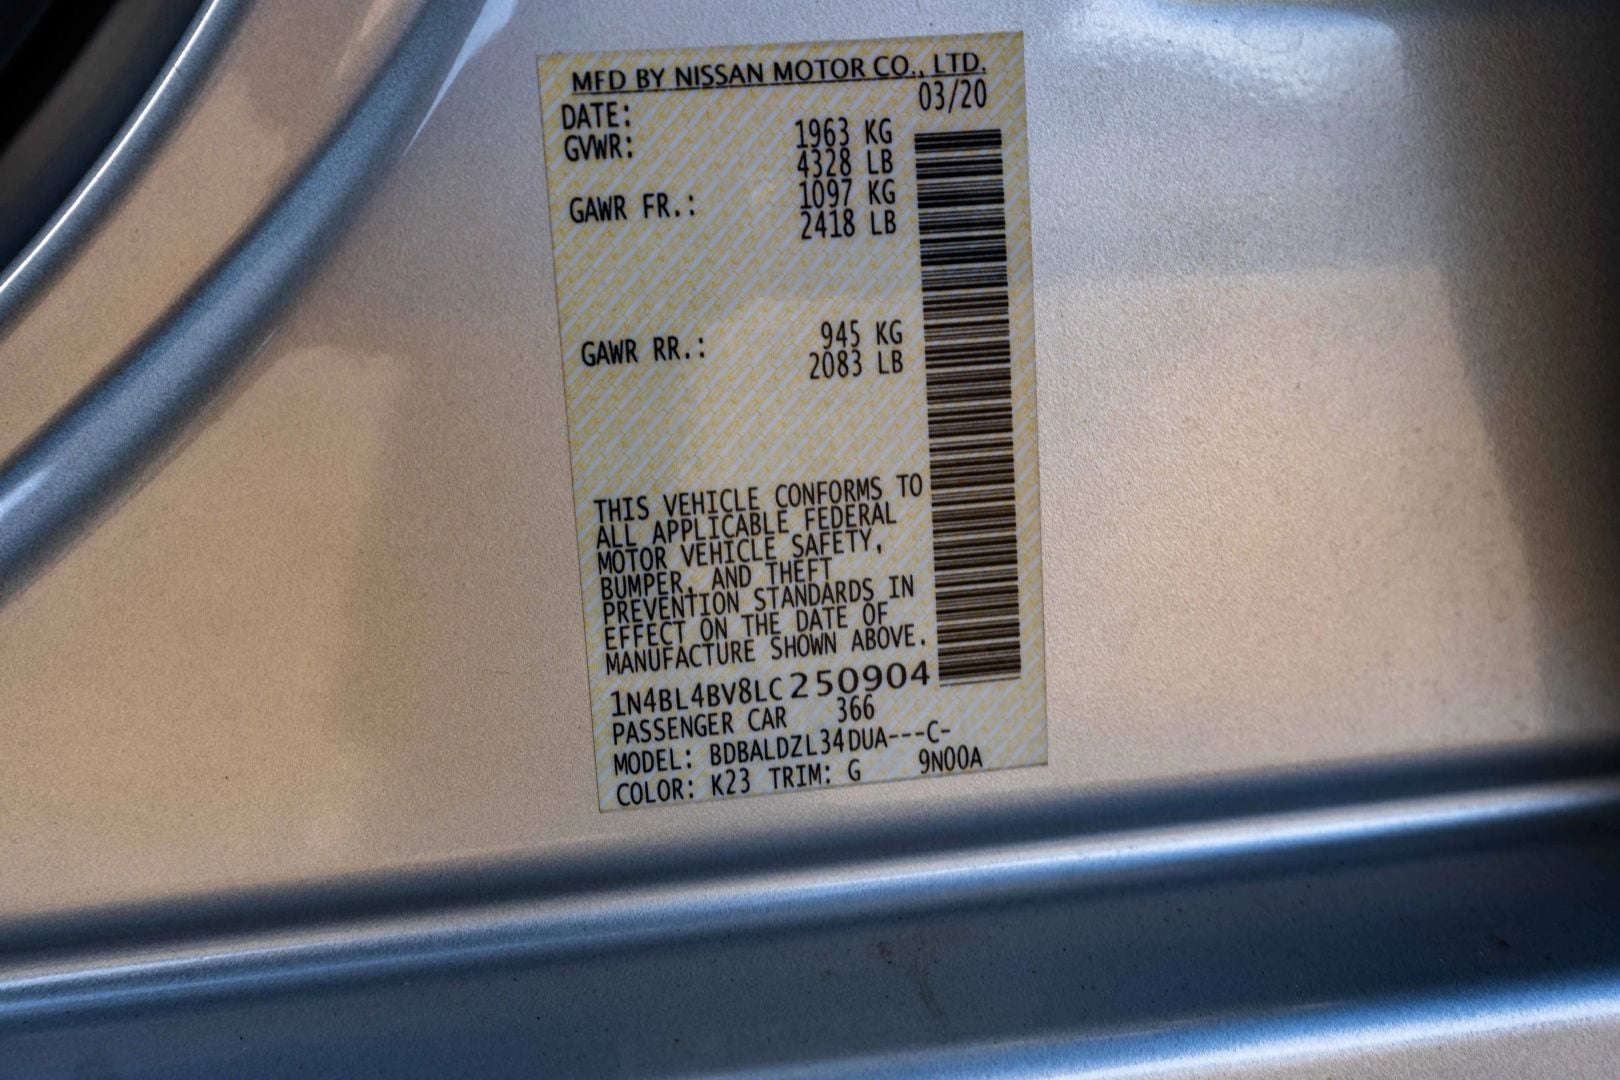 MFD BY NISSAN MOTOR CO., LTD.
DATE: 03/20
GVWR: 1963 KG
4328 LB
GAWR FR.: 1097 KG
2418 LB
GAWR RR.: 945 KG
2083 LB
THIS VEHICLE CONFORMS TO
ALL APPLICABLE FEDERAL
MOTOR VEHICLE SAFETY,
BUMPER, AND THEFT
PREVENTION STANDARDS IN
EFFECT ON THE DATE OF
MANUFACTURE SHOWN ABOVE.
1N4BL4BV8LC250904
PASSENGER CAR 366
MODEL: BDBALDZL34DUA---C-
COLOR: K23 TRIM: G 9N00A